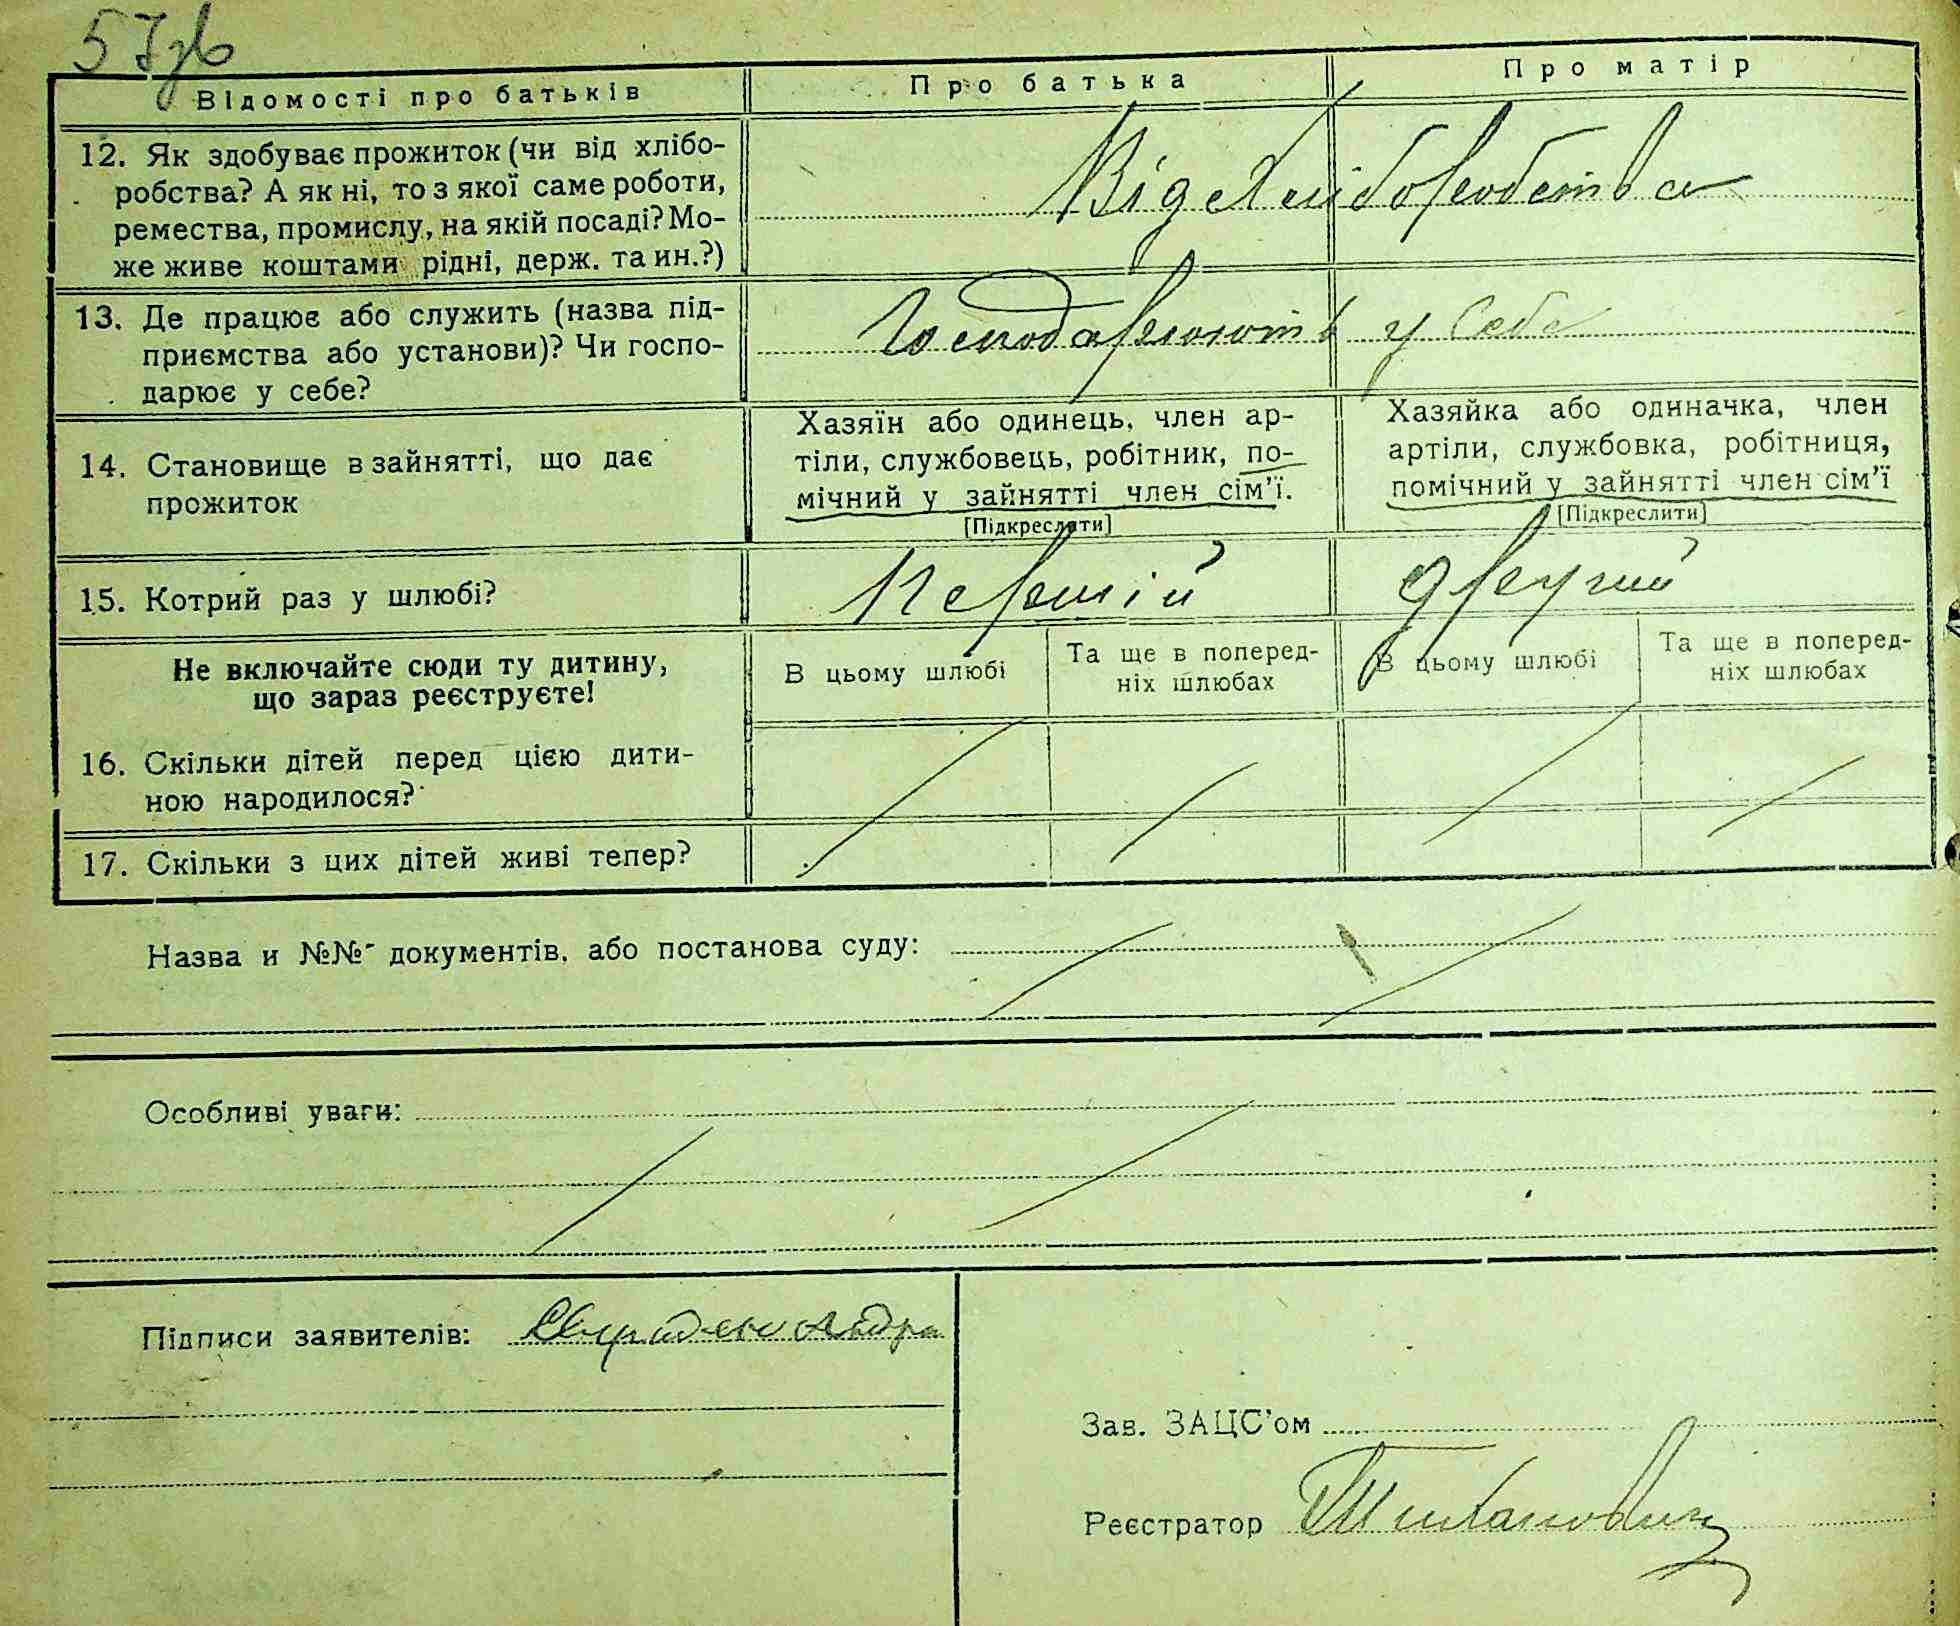 57зв
Відомості про батьків
Про батька
Про матір
12. Як здобуває прожиток (чи від хлібо-
робства? А як ні, то з якої саме роботи,
ремества, промислу, на якій посаді? Мо-
же живе коштами рідні, держ. та ин.?)
Від хліборобства
13. Де працює або служить (назва під-
приємства або установи)? Чи госпо-
дарює у себе?
Господарюють у себе
14. Становище в зайнятті, що дає
прожиток
Хазяїн або одинець, член ар-
тіли, службовець, робітник, по-
мічний у зайнятті член сім'ї.
[Підкреслити]
Хазяйка або одиначка, член
артіли, службовка, робітниця,
помічний у зайнятті член сім'ї
[Підкреслити]
15. Котрий раз у шлюбі?
Першій
другий
Не включайте сюди ту дитину,
що зараз реєструєте!
В цьому шлюбі
Та ще в поперед-
ніх шлюбах
В цьому шлюбі
Та ще в поперед-
ніх шлюбах
16. Скільки дітей перед цією дити-
ною народилося?
17. Скільки з цих дітей живі тепер?
Назва и №№ документів, або постанова суду:
Особливі уваги:
Підписи заявителів:
Зав. ЗАЦС'ом
Реєстратор